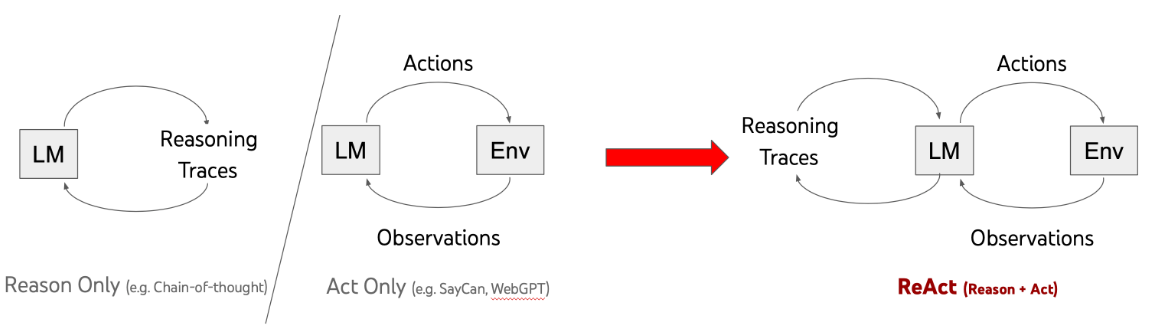 LM
Reasoning
Traces
Reason Only (e.g. Chain-of-thought)
Actions
LM
Env
Observations
Act Only (e.g. SayCan, WebGPT)
Reasoning
Traces
LM
Actions
Env
Observations
ReAct (Reason + Act)